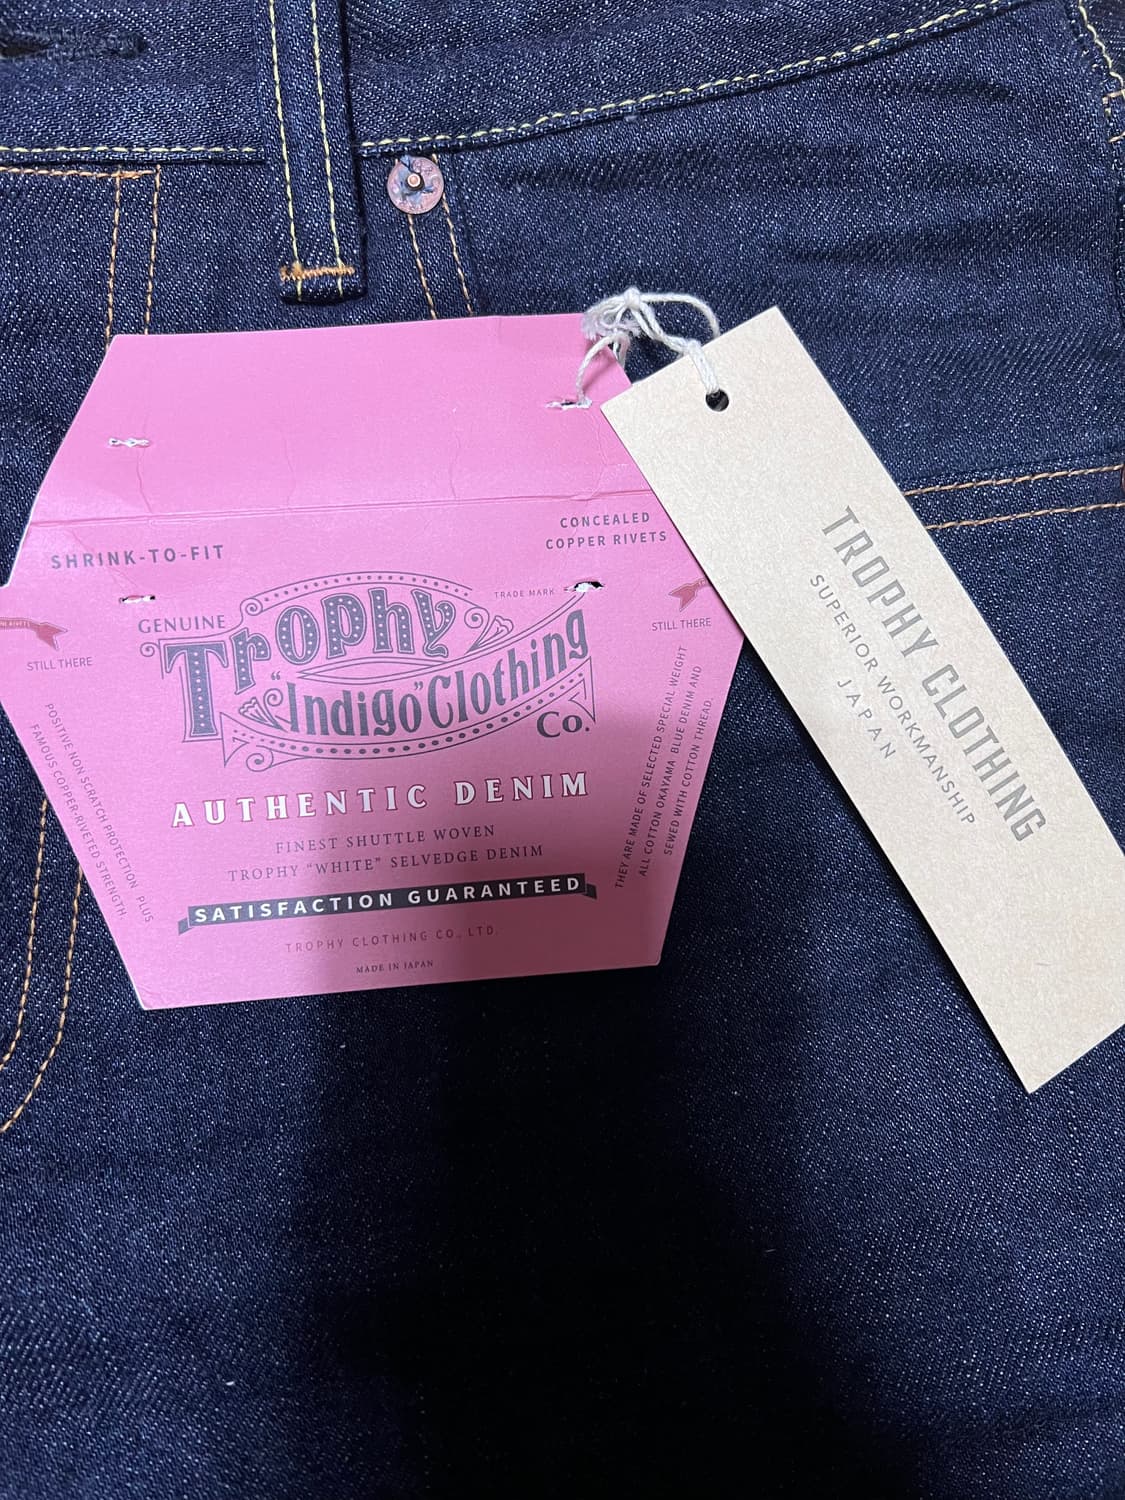 SHRINK-TO-FIT
CONCEALED
COPPER RIVETS
STILL THERE
STILL THERE
GENUINE
TRADE MARK
Trophy
"Indigo" Clothing
Co.
AUTHENTIC DENIM
FINEST SHUTTLE WOVEN
TROPHY "WHITE" SELVEDGE DENIM
SATISFACTION GUARANTEED
TROPHY CLOTHING CO., LTD.
MADE IN JAPAN
POSITIVE NON SCRATCH PROTECTION PLUS
FAMOUS COPPER-RIVETED STRENGTH.
THEY ARE MADE OF SELECTED SPECIAL WEIGHT
ALL COTTON OKAYAMA BLUE DENIM AND
SEWED WITH COTTON THREAD.
TROPHY CLOTHING
SUPERIOR WORKMANSHIP
JAPAN